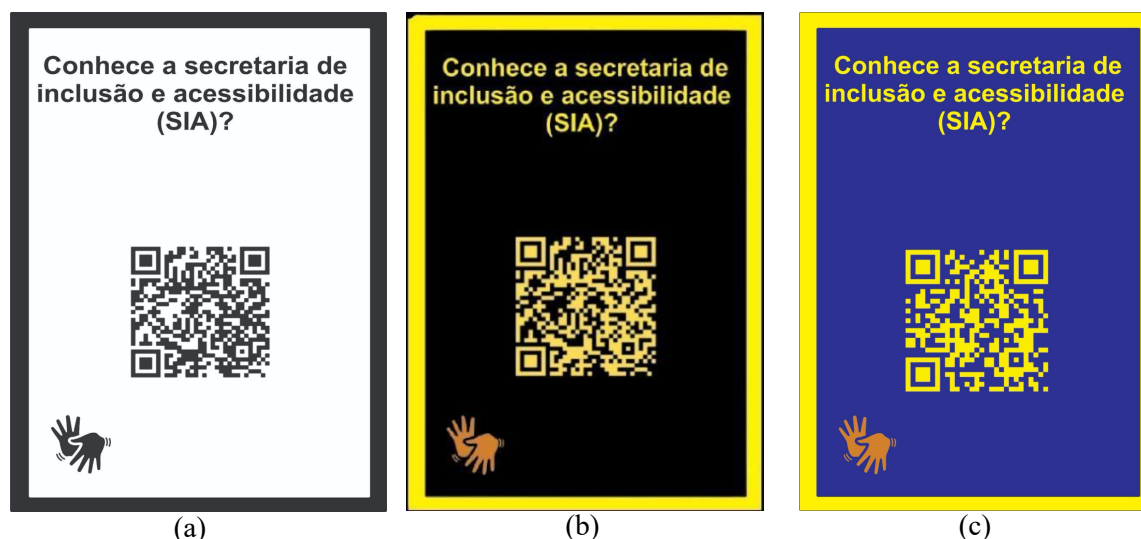 Conhece a secretaria de
inclusão e acessibilidade
(SIA)?
(a)
Conhece a secretaria de
inclusão e acessibilidade
(SIA)?
(b)
Conhece a secretaria de
inclusão e acessibilidade
(SIA)?
(c)